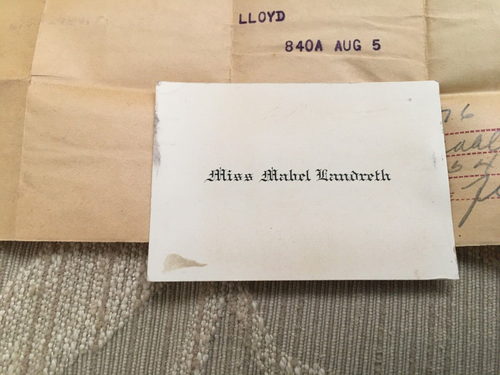 LLOYD
840A AUG 5
Miss Mabel Landreth